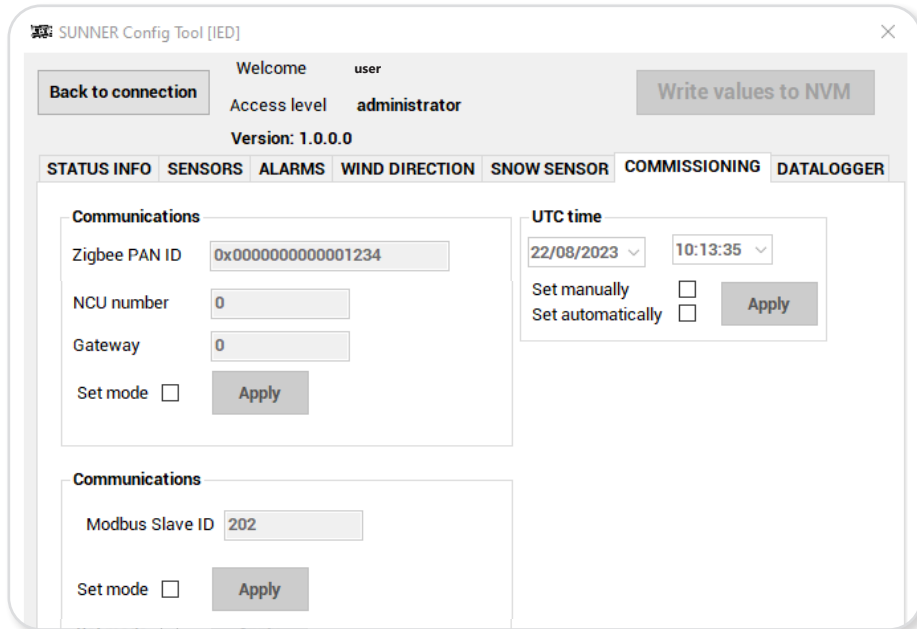 SUNNER Config Tool [IED]
Back to connection
Welcome user
Access level administrator
Version: 1.0.0.0
Write values to NVM
STATUS INFO SENSORS ALARMS WIND DIRECTION SNOW SENSOR COMMISSIONING DATALOGGER
Communications
Zigbee PAN ID 0x0000000000001234
NCU number 0
Gateway 0
Set mode Apply
UTC time
22/08/2023 10:13:35
Set manually
Set automatically
Apply
Communications
Modbus Slave ID 202
Set mode Apply